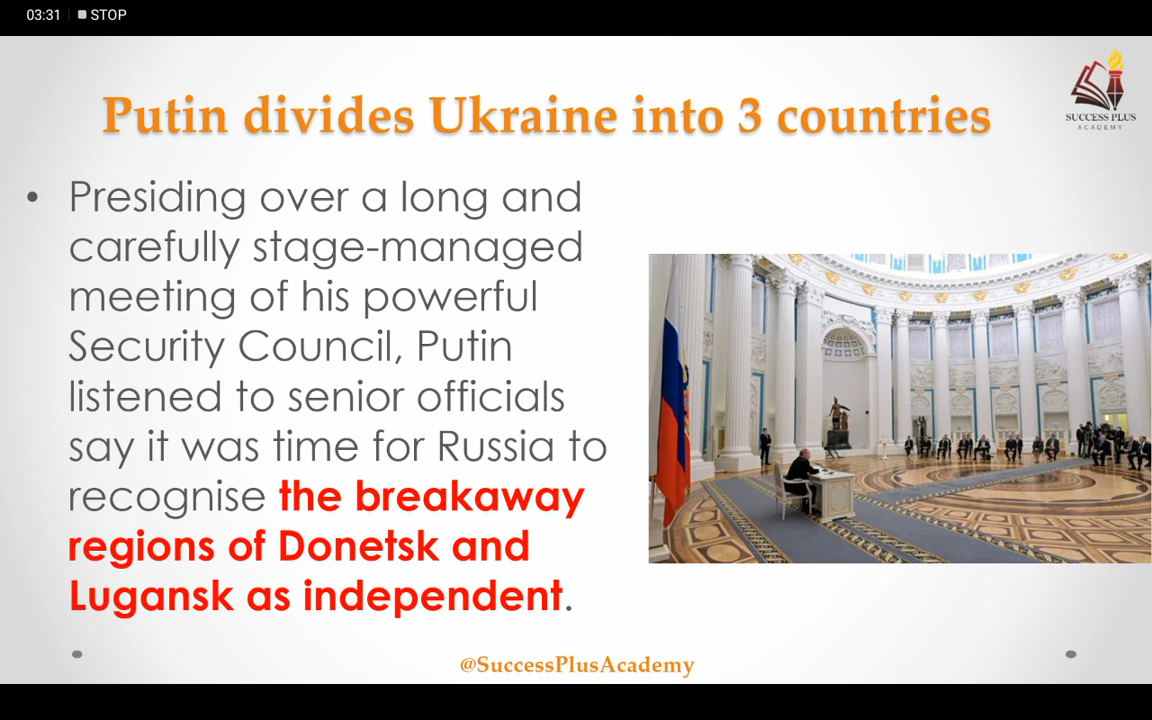 03:31 STOP
Putin divides Ukraine into 3 countries
SUCCESS PLUS
ACADEMY
• Presiding over a long and
carefully stage-managed
meeting of his powerful
Security Council, Putin
listened to senior officials
say it was time for Russia to
recognise the breakaway
regions of Donetsk and
Lugansk as independent.
@SuccessPlusAcademy